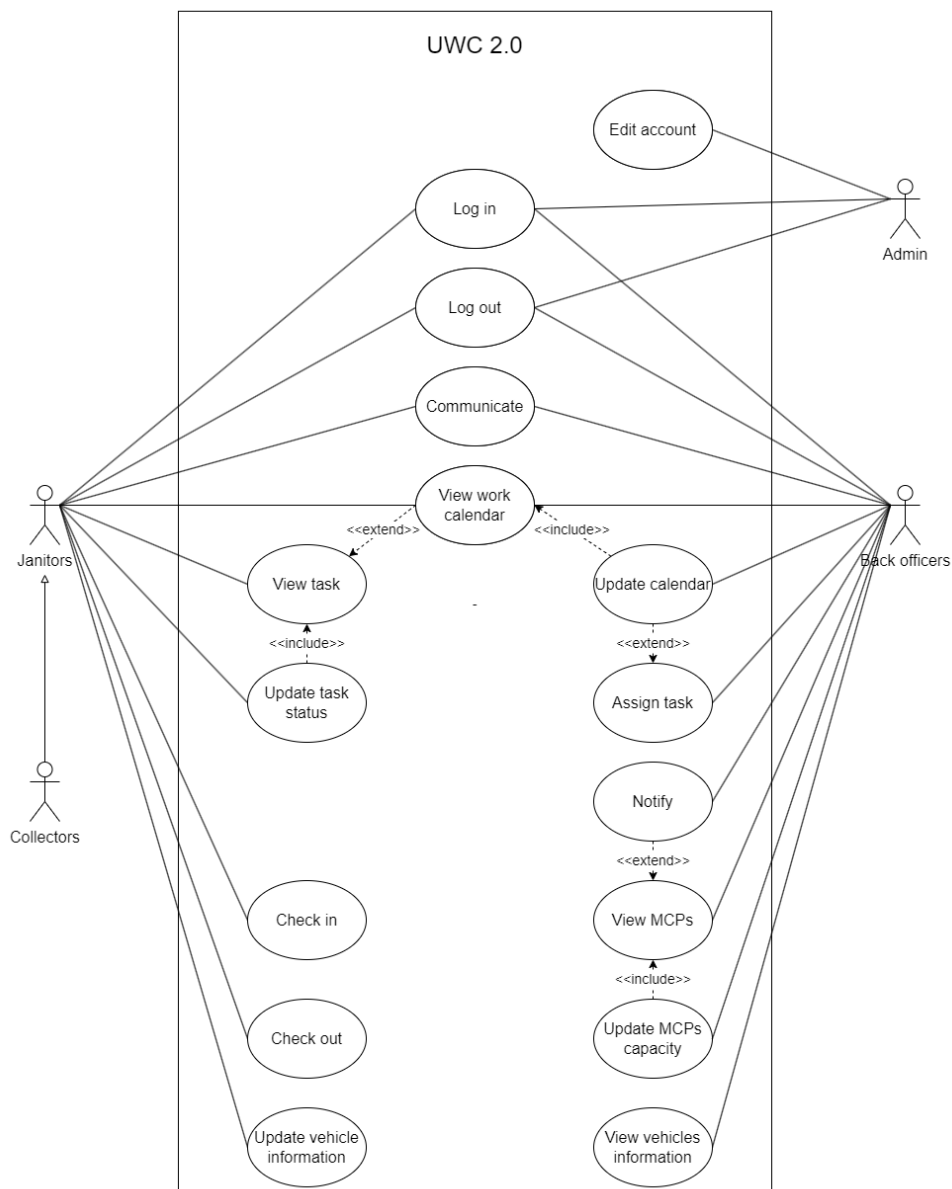 UWC 2.0
Edit account
Log in
Admin
Log out
Communicate
View work
calendar
<<extend>>
<<include>>
Janitors
Back officers
View task
Update calendar
-
<<include>>
<<extend>>
Update task
status
Assign task
Notify
Collectors
<<extend>>
Check in
View MCPs
<<include>>
Check out
Update MCPs
capacity
Update vehicle
information
View vehicles
information